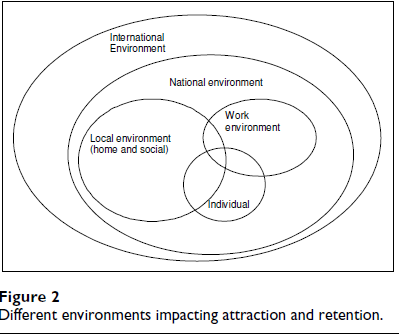 International
Environment
National environment
Work
environment
Local environment
(home and social)
Individual
Figure 2
Different environments impacting attraction and retention.